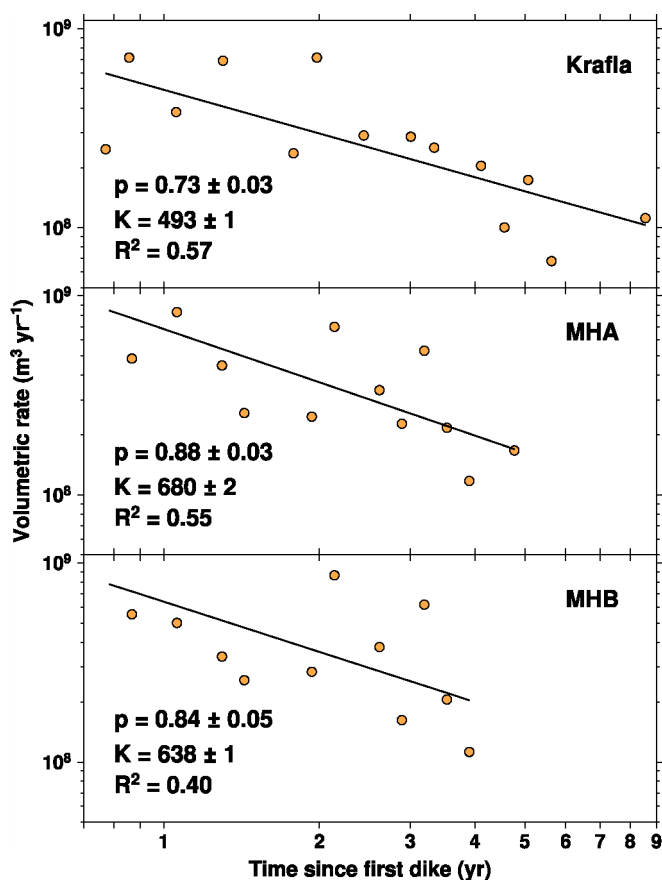 10⁹
Krafla
p = 0.73 ± 0.03
K = 493 ± 1
R² = 0.57
10⁸
10⁹
MHA
p = 0.88 ± 0.03
K = 680 ± 2
R² = 0.55
10⁸
10⁹
MHB
p = 0.84 ± 0.05
K = 638 ± 1
R² = 0.40
10⁸
Volumetric rate (m³ yr⁻¹)
1 2 3 4 5 6 7 8 9
Time since first dike (yr)